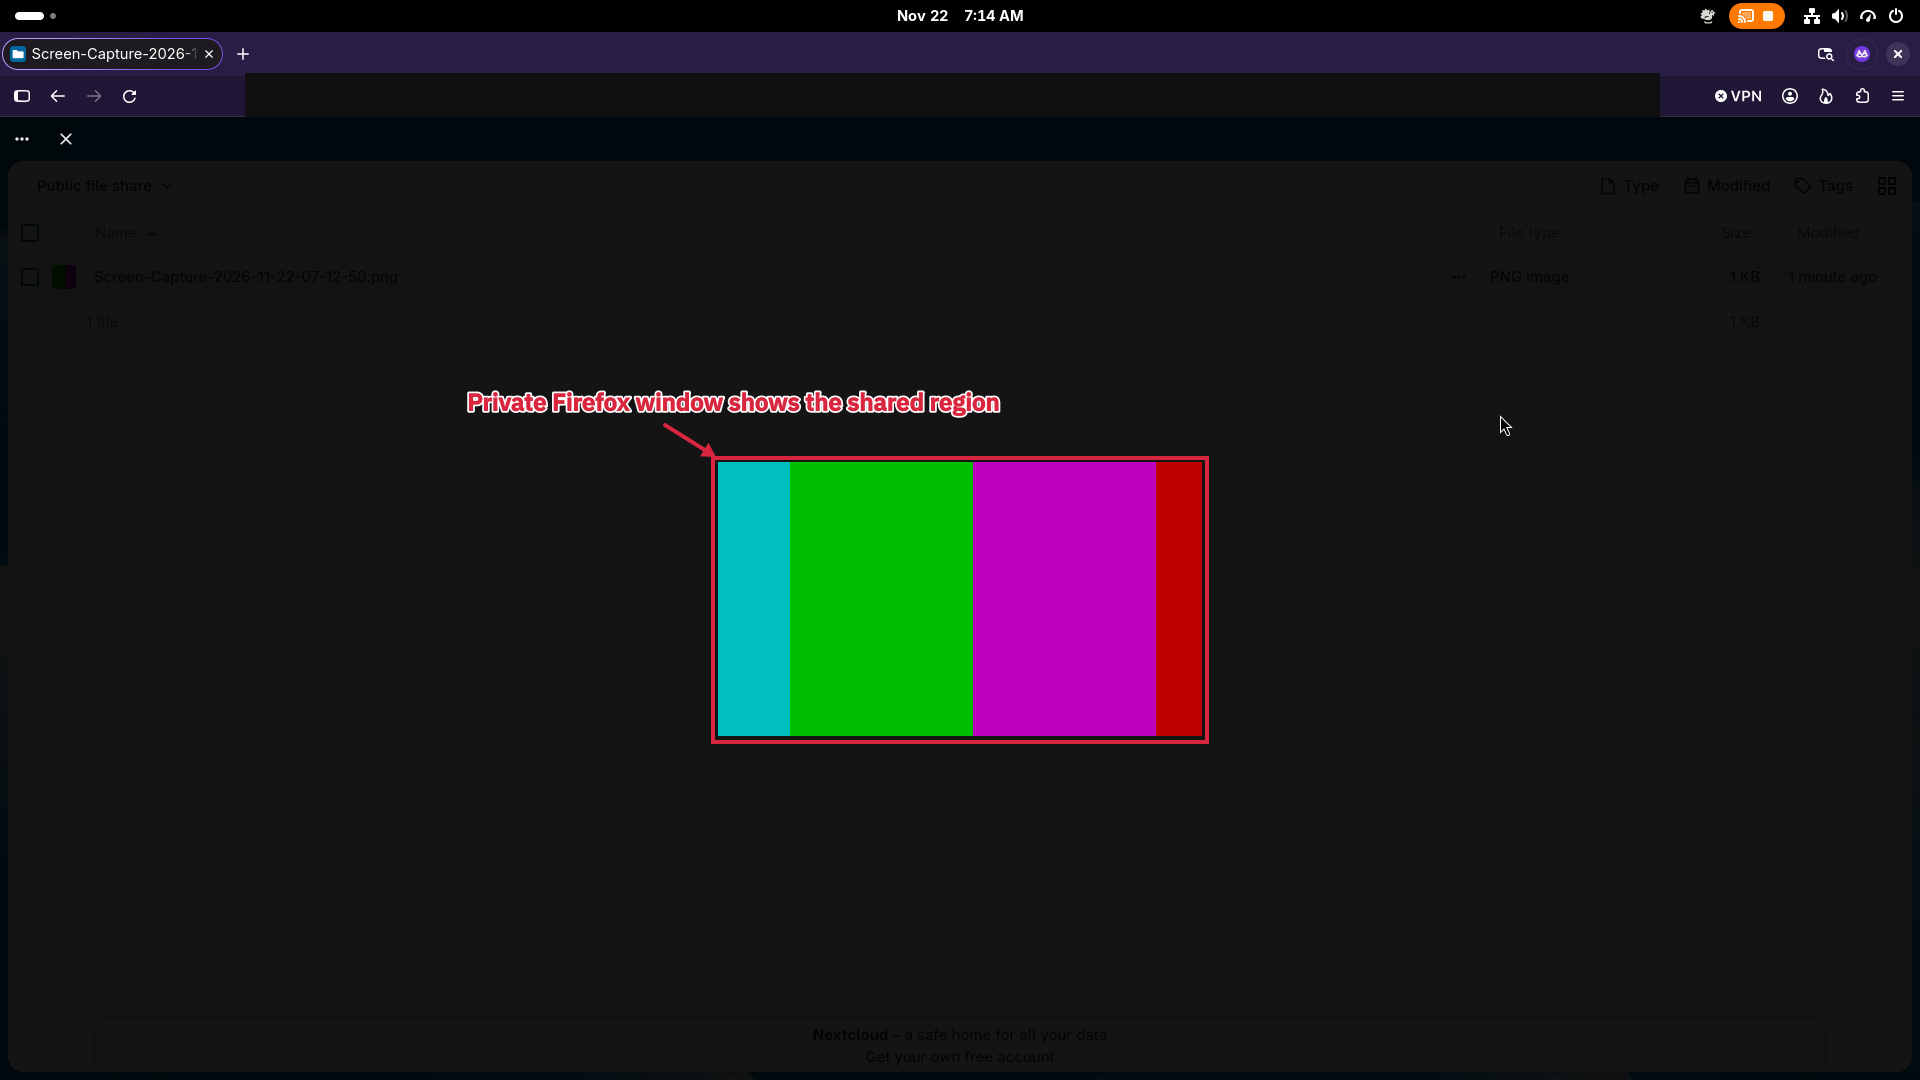 Nov 22 7:14 AM
Screen-Capture-2026-1
VPN
Public file share
Type Modified Tags
Name File type Size Modified
Screen-Capture-2026-11-22-07-12-50.png PNG image 1 KB 1 minute ago
1 file 1 KB
Private Firefox window shows the shared region
Nextcloud – a safe home for all your data
Get your own free account